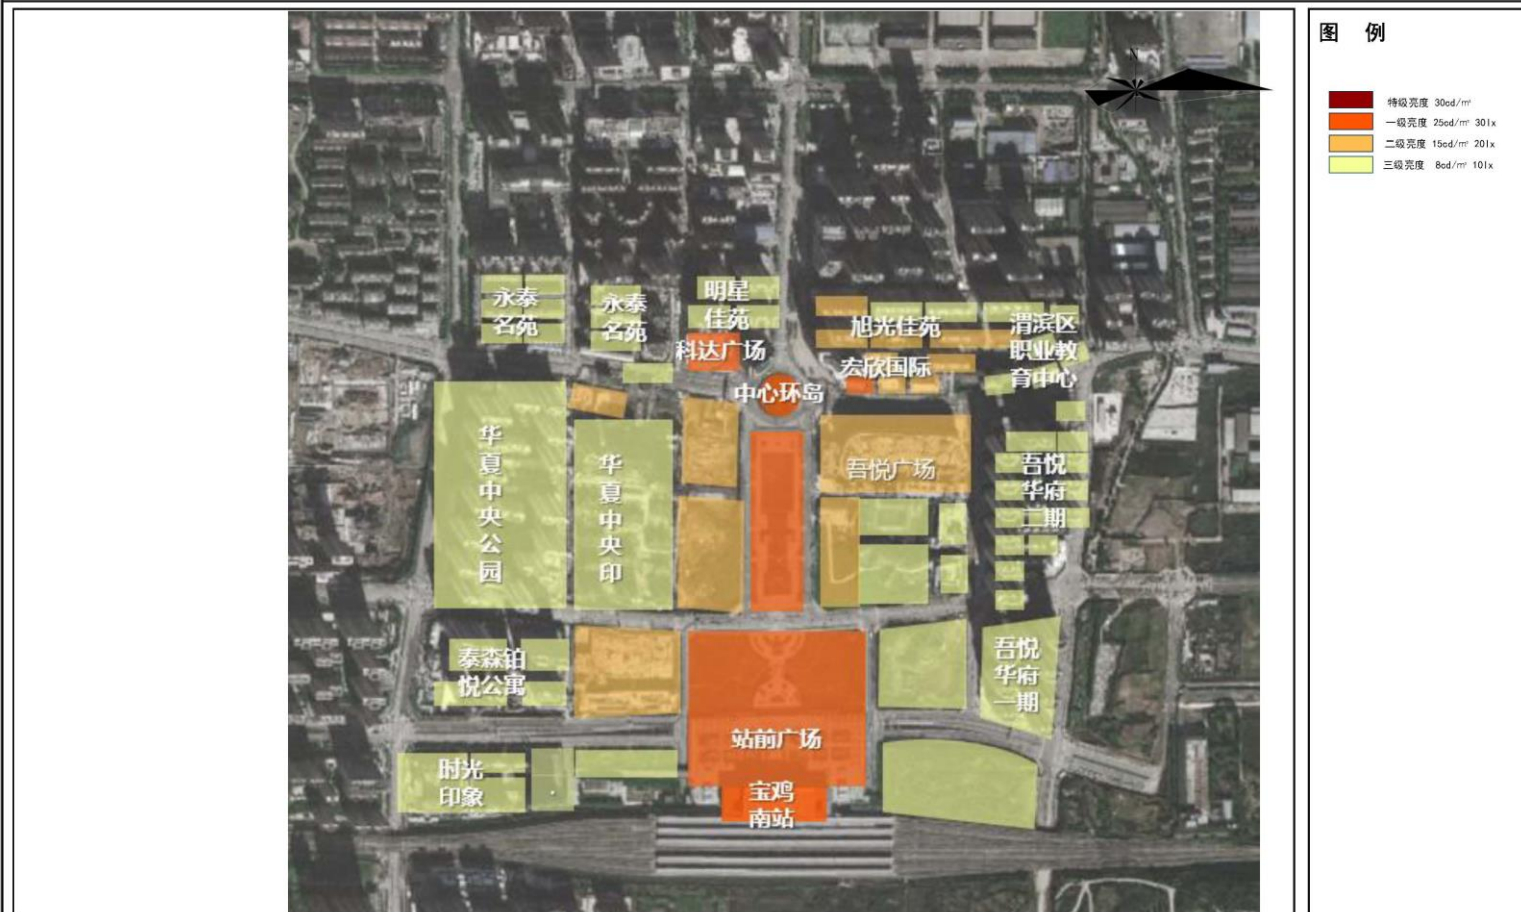 图 例
N
特级亮度 30cd/㎡
一级亮度 25cd/㎡ 30lx
二级亮度 15cd/㎡ 20lx
三级亮度 8cd/㎡ 10lx
永泰
名苑
永泰
名苑
明星
佳苑
科达广场
旭光佳苑
宏欣国际
渭滨区
职业教
育中心
中心环岛
华
夏
中
央
公
园
华
夏
中
央
印
吾悦广场
吾悦
华府
二期
泰森铂
悦公寓
吾悦
华府
一期
站前广场
时光
印象
宝鸡
南站